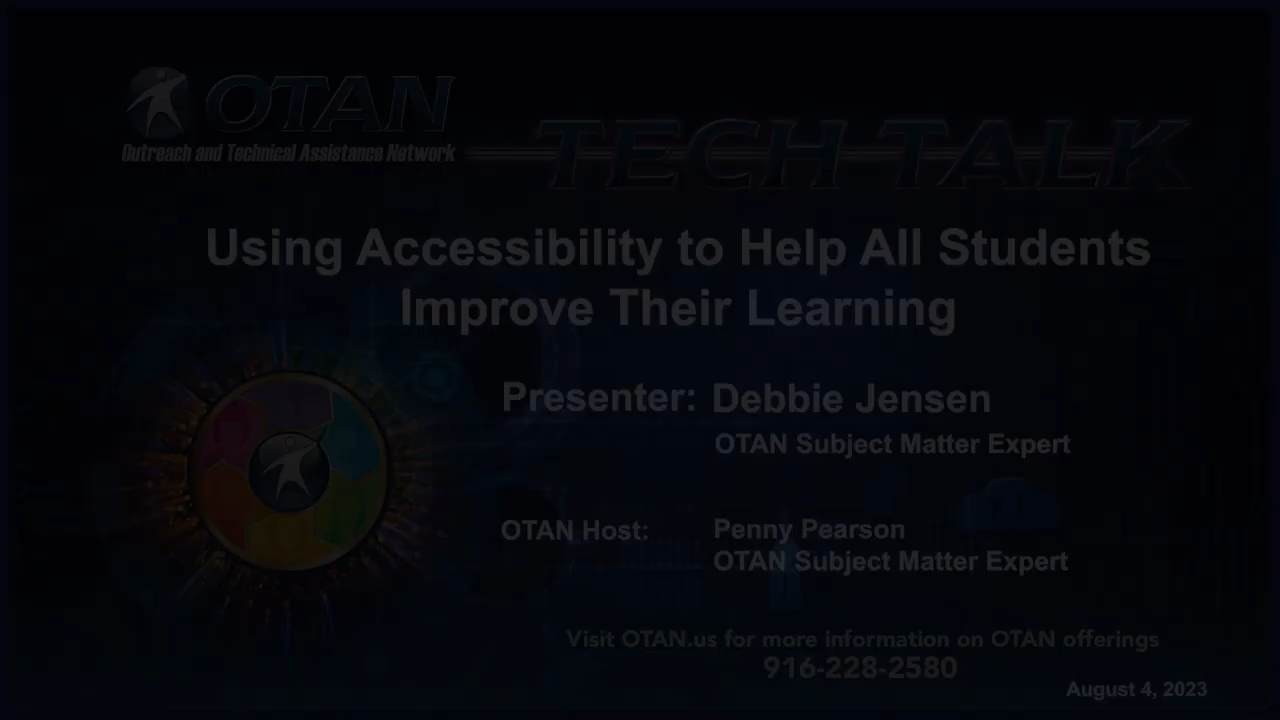 OTAN
Outreach and Technical Assistance Network
TECH TALK
Using Accessibility to Help All Students
Improve Their Learning
Presenter: Debbie Jensen
OTAN Subject Matter Expert
OTAN Host: Penny Pearson
OTAN Subject Matter Expert
Visit OTAN.us for more information on OTAN offerings
916-228-2580
August 4, 2023